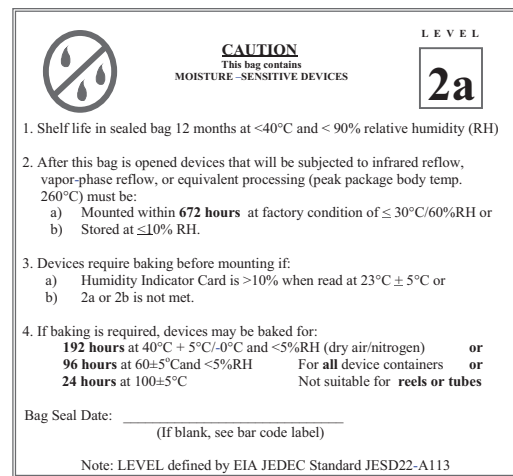 L E V E L
CAUTION
This bag contains
MOISTURE –SENSITIVE DEVICES
2a
1. Shelf life in sealed bag 12 months at <40°C and < 90% relative humidity (RH)
2. After this bag is opened devices that will be subjected to infrared reflow,
vapor-phase reflow, or equivalent processing (peak package body temp.
260°C) must be:
a) Mounted within 672 hours at factory condition of ≤ 30°C/60%RH or
b) Stored at ≤10% RH.
3. Devices require baking before mounting if:
a) Humidity Indicator Card is >10% when read at 23°C ± 5°C or
b) 2a or 2b is not met.
4. If baking is required, devices may be baked for:
192 hours at 40°C + 5°C/-0°C and <5%RH (dry air/nitrogen) or
96 hours at 60±5°Cand <5%RH For all device containers or
24 hours at 100±5°C Not suitable for reels or tubes
Bag Seal Date: ______________________________
(If blank, see bar code label)
Note: LEVEL defined by EIA JEDEC Standard JESD22-A113